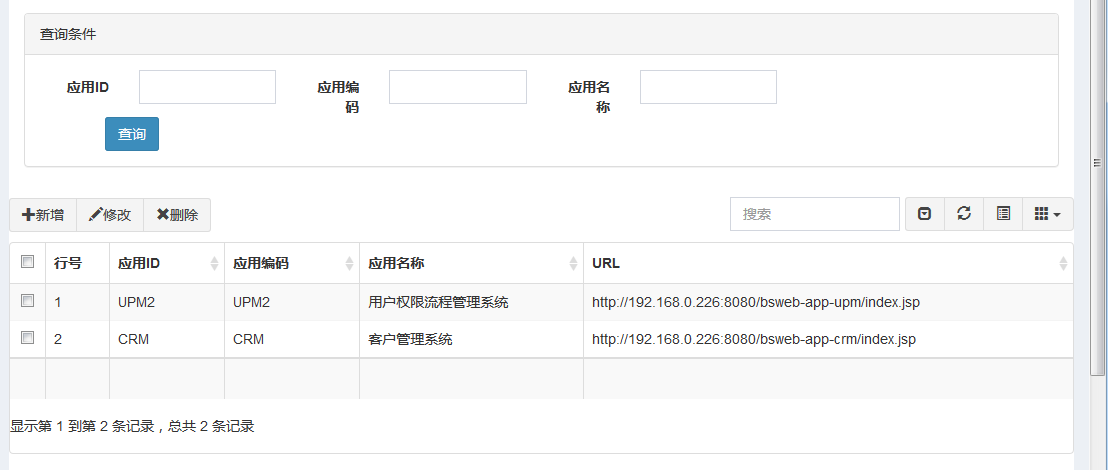 查询条件
应用ID 应用编码 应用名称
查询
新增 修改 删除 搜索
行号 应用ID 应用编码 应用名称 URL
1 UPM2 UPM2 用户权限流程管理系统 http://192.168.0.226:8080/bsweb-app-upm/index.jsp
2 CRM CRM 客户管理系统 http://192.168.0.226:8080/bsweb-app-crm/index.jsp
显示第 1 到第 2 条记录，总共 2 条记录